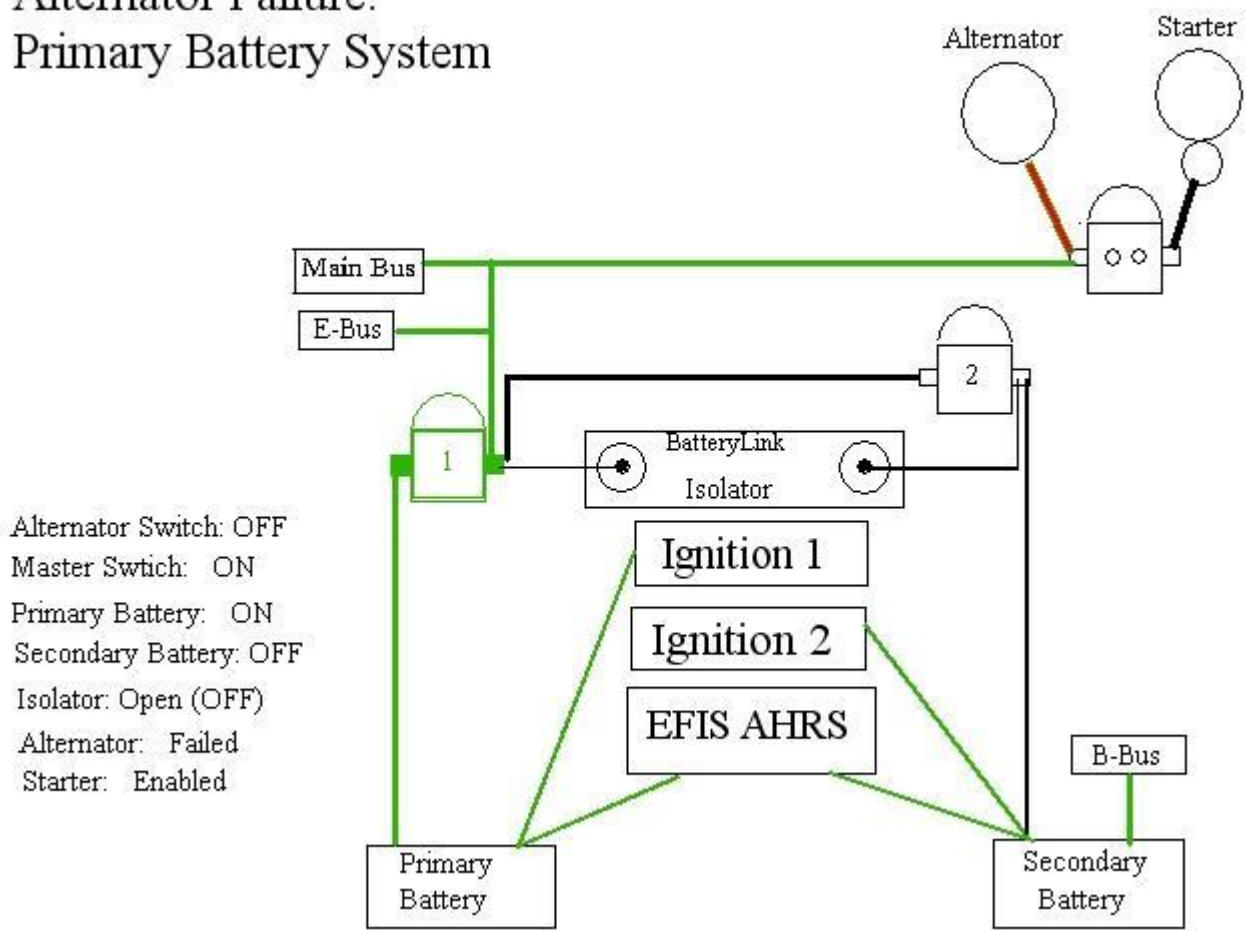 Alternator Failure:
Primary Battery System
Alternator
Starter
Main Bus
E-Bus
2
1
BatteryLink
Isolator
Ignition 1
Ignition 2
EFIS AHRS
Alternator Switch: OFF
Master Swtich: ON
Primary Battery: ON
Secondary Battery: OFF
Isolator: Open (OFF)
Alternator: Failed
Starter: Enabled
B-Bus
Primary
Battery
Secondary
Battery